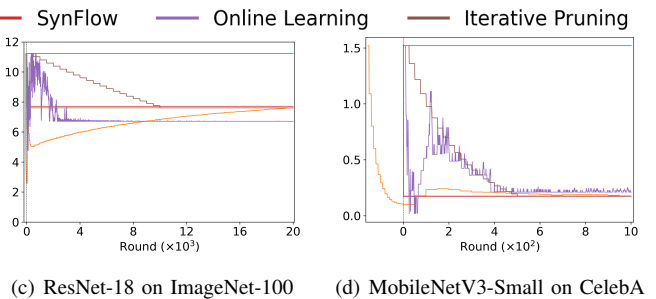 SynFlow Online Learning Iterative Pruning
12
10
8
6
4
2
0
0 4 8 12 16 20
Round (×10³)
1.5
1.0
0.5
0.0
0 2 4 6 8 10
Round (×10²)
(c) ResNet-18 on ImageNet-100 (d) MobileNetV3-Small on CelebA